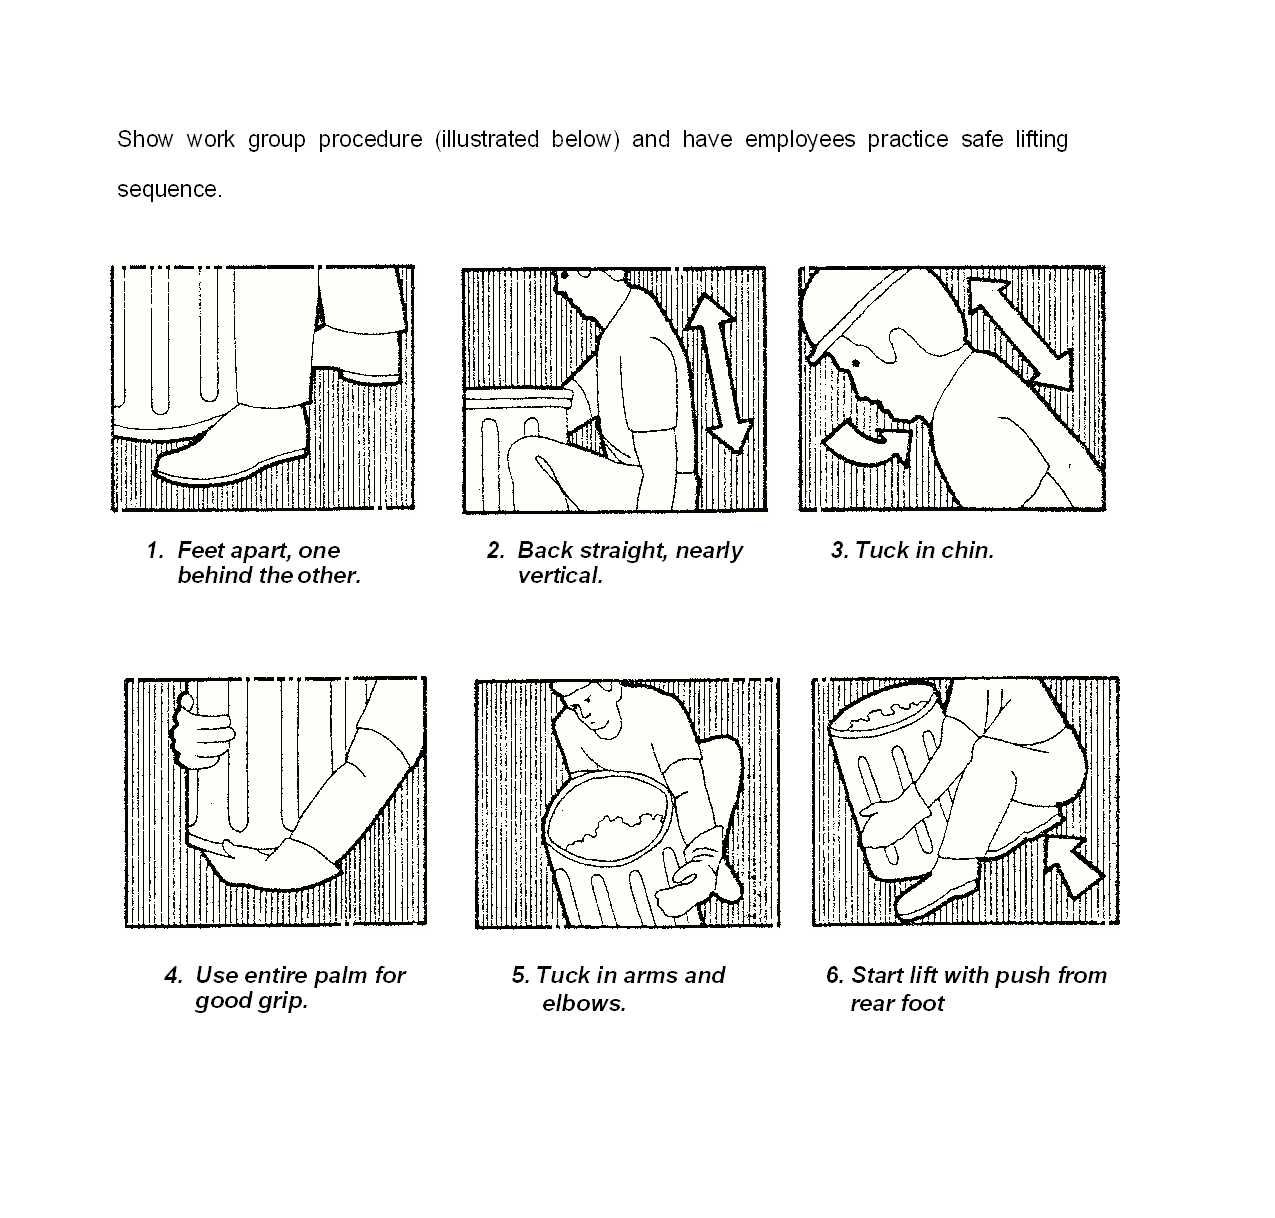 Show work group procedure (illustrated below) and have employees practice safe lifting
sequence.
1. Feet apart, one
behind the other.
2. Back straight, nearly
vertical.
3. Tuck in chin.
4. Use entire palm for
good grip.
5. Tuck in arms and
elbows.
6. Start lift with push from
rear foot